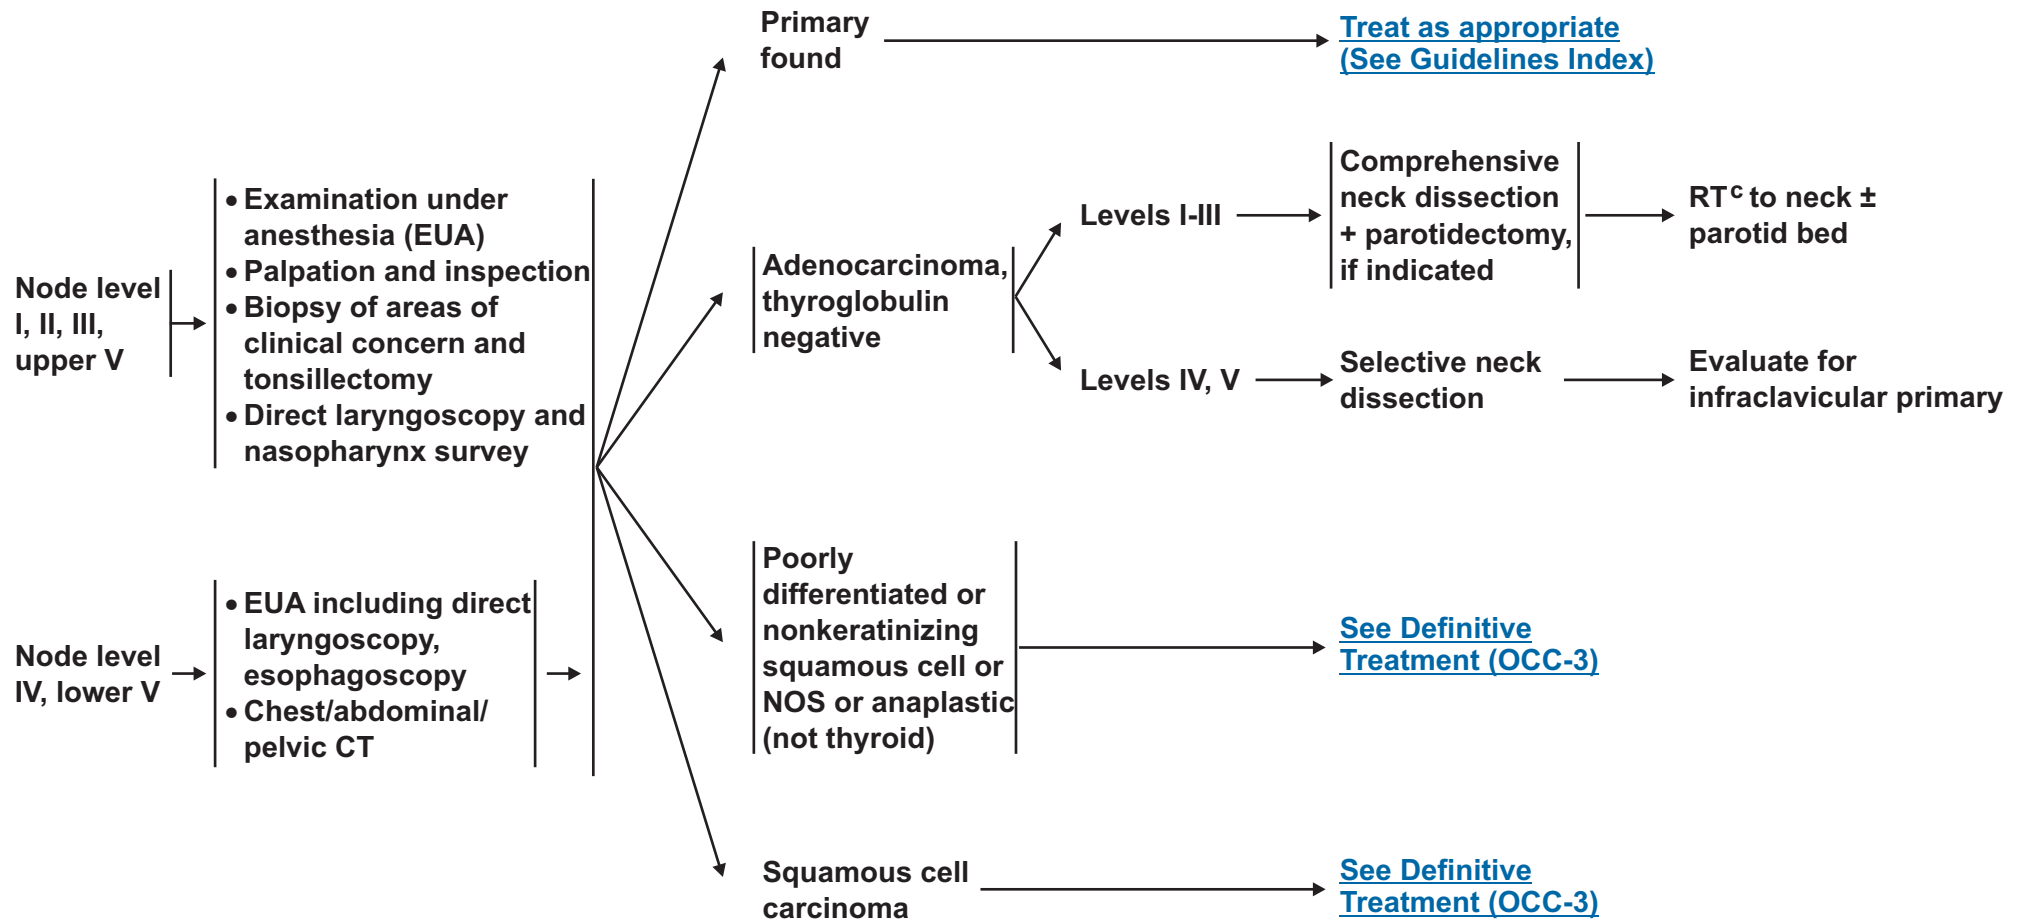 Node level
I, II, III,
upper V
• Examination under
anesthesia (EUA)
• Palpation and inspection
• Biopsy of areas of
clinical concern and
tonsillectomy
• Direct laryngoscopy and
nasopharynx survey
Node level
IV, lower V
• EUA including direct
laryngoscopy,
esophagoscopy
• Chest/abdominal/
pelvic CT
Primary
found
Treat as appropriate
(See Guidelines Index)
Adenocarcinoma,
thyroglobulin
negative
Levels I-III
Comprehensive
neck dissection
+ parotidectomy,
if indicated
RTᶜ to neck ±
parotid bed
Levels IV, V
Selective neck
dissection
Evaluate for
infraclavicular primary
Poorly
differentiated or
nonkeratinizing
squamous cell or
NOS or anaplastic
(not thyroid)
See Definitive
Treatment (OCC-3)
Squamous cell
carcinoma
See Definitive
Treatment (OCC-3)